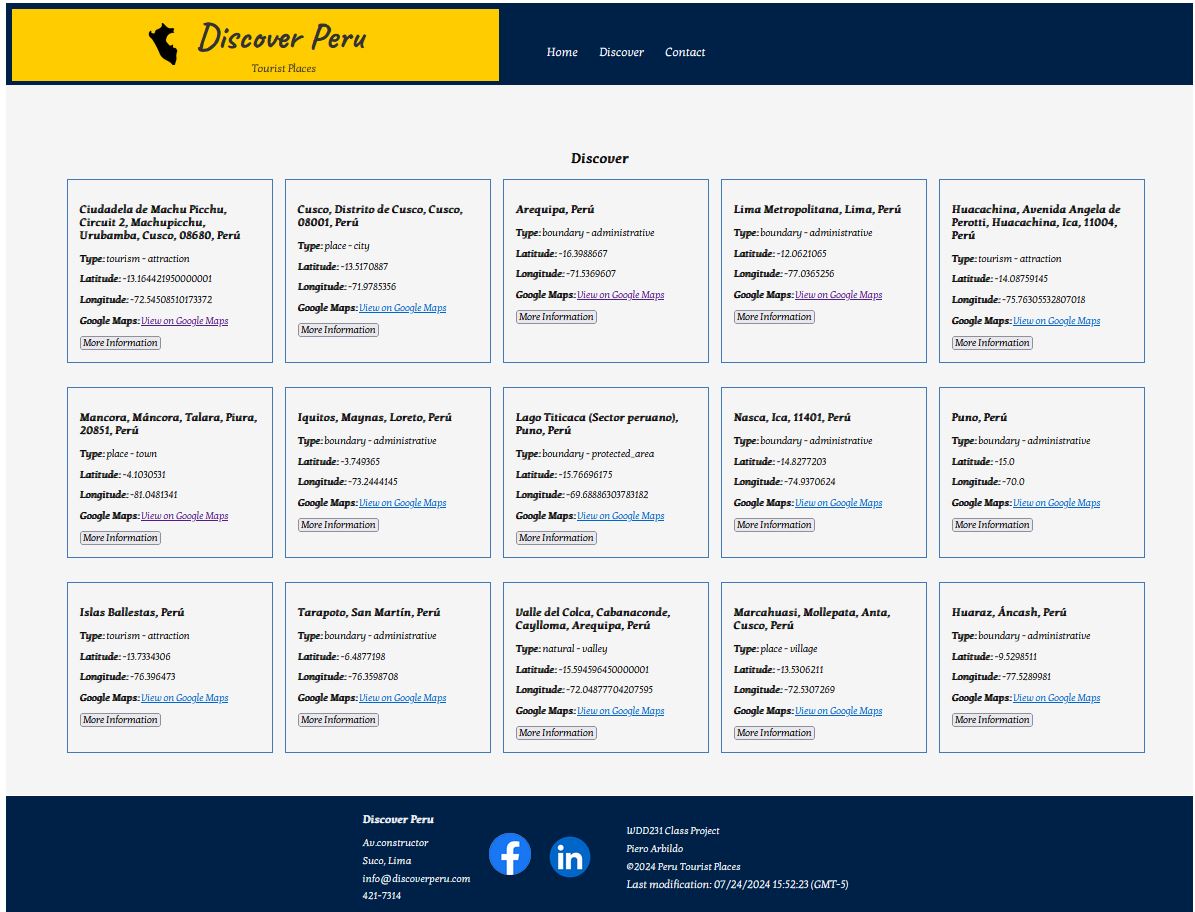 Discover Peru
Tourist Places
Home Discover Contact
Discover
Ciudadela de Machu Picchu,
Circuit 2, Machupicchu,
Urubamba, Cusco, 08680, Perú
Type: tourism - attraction
Latitude: -13.164421950000001
Longitude: -72.54508510173372
Google Maps: View on Google Maps
More Information
Cusco, Distrito de Cusco, Cusco,
08001, Perú
Type: place - city
Latitude: -13.5170887
Longitude: -71.9785356
Google Maps: View on Google Maps
More Information
Arequipa, Perú
Type: boundary - administrative
Latitude: -16.3988667
Longitude: -71.5369607
Google Maps: View on Google Maps
More Information
Lima Metropolitana, Lima, Perú
Type: boundary - administrative
Latitude: -12.0621065
Longitude: -77.0365256
Google Maps: View on Google Maps
More Information
Huacachina, Avenida Angela de
Perotti, Huacachina, Ica, 11004,
Perú
Type: tourism - attraction
Latitude: -14.08759145
Longitude: -75.76305532807018
Google Maps: View on Google Maps
More Information
Mancora, Máncora, Talara, Piura,
20851, Perú
Type: place - town
Latitude: -4.1030531
Longitude: -81.0481341
Google Maps: View on Google Maps
More Information
Iquitos, Maynas, Loreto, Perú
Type: boundary - administrative
Latitude: -3.749365
Longitude: -73.2444145
Google Maps: View on Google Maps
More Information
Lago Titicaca (Sector peruano),
Puno, Perú
Type: boundary - protected_area
Latitude: -15.76696175
Longitude: -69.68886303783182
Google Maps: View on Google Maps
More Information
Nasca, Ica, 11401, Perú
Type: boundary - administrative
Latitude: -14.8277203
Longitude: -74.9370624
Google Maps: View on Google Maps
More Information
Puno, Perú
Type: boundary - administrative
Latitude: -15.0
Longitude: -70.0
Google Maps: View on Google Maps
More Information
Islas Ballestas, Perú
Type: tourism - attraction
Latitude: -13.7334306
Longitude: -76.396473
Google Maps: View on Google Maps
More Information
Tarapoto, San Martín, Perú
Type: boundary - administrative
Latitude: -6.4877198
Longitude: -76.3598708
Google Maps: View on Google Maps
More Information
Valle del Colca, Cabanaconde,
Caylloma, Arequipa, Perú
Type: natural - valley
Latitude: -15.594596450000001
Longitude: -72.04877704207595
Google Maps: View on Google Maps
More Information
Marcahuasi, Mollepata, Anta,
Cusco, Perú
Type: place - village
Latitude: -13.5306211
Longitude: -72.5307269
Google Maps: View on Google Maps
More Information
Huaraz, Áncash, Perú
Type: boundary - administrative
Latitude: -9.5298511
Longitude: -77.5289981
Google Maps: View on Google Maps
More Information
Discover Peru
Av.constructor
Suco, Lima
info@discoverperu.com
421-7314
f
in
WDD231 Class Project
Piero Arbildo
©2024 Peru Tourist Places
Last modification: 07/24/2024 15:52:23 (GMT-5)